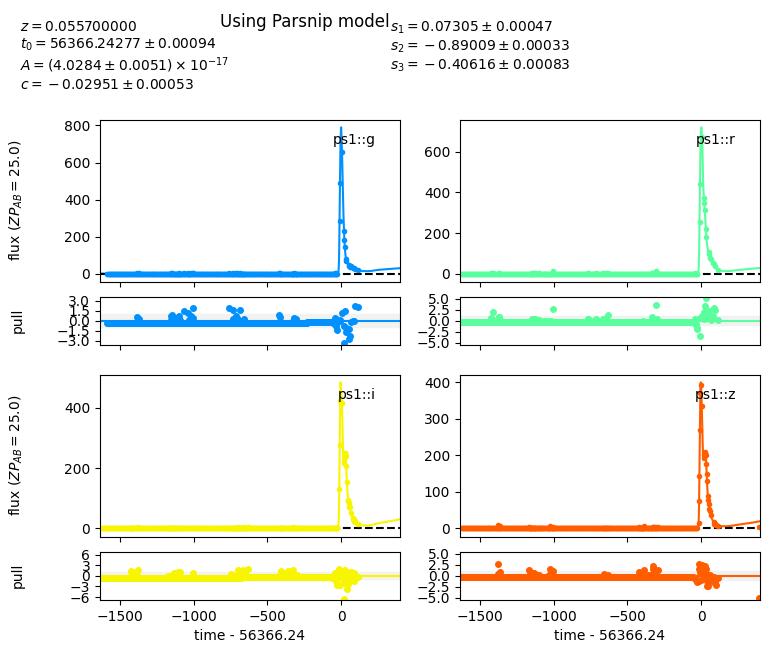 Using Parsnip model
z = 0.055700000
t0 = 56366.24277 ± 0.00094
A = (4.0284 ± 0.0051) × 10^−17
c = −0.02951 ± 0.00053
s1 = 0.07305 ± 0.00047
s2 = −0.89009 ± 0.00033
s3 = −0.40616 ± 0.00083
800
600
400
200
0
flux (ZP_AB = 25.0)
ps1::g
600
400
200
0
ps1::r
3.0
1.5
0.0
−1.5
−3.0
pull
5.0
2.5
0.0
−2.5
−5.0
400
200
0
flux (ZP_AB = 25.0)
ps1::i
400
300
200
100
0
ps1::z
6
3
0
−3
−6
pull
5.0
2.5
0.0
−2.5
−5.0
−1500 −1000 −500 0
time - 56366.24
−1500 −1000 −500 0
time - 56366.24